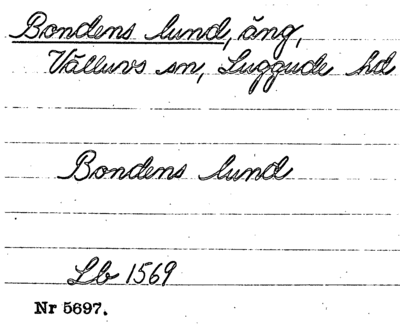 Bondens lund, äng,
Välluvs sn, Luggude hd
Bondens lund
Lb 1569
Nr 5697.